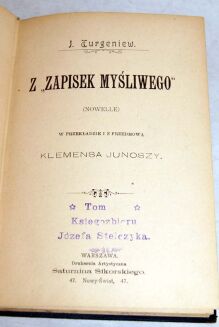 J. Turgeniew.
Z „ZAPISEK MYŚLIWEGO”
(NOWELLE)
W PRZEKŁADZIE I Z PRZEDMOWĄ
KLEMENSA JUNOSZY.
Tom
Księgozbioru
Józefa Stelczyka.
WARSZAWA.
Drukarnia Artystyczna
Saturnina Sikorskiego.
47. Nowy-Świat, 47.